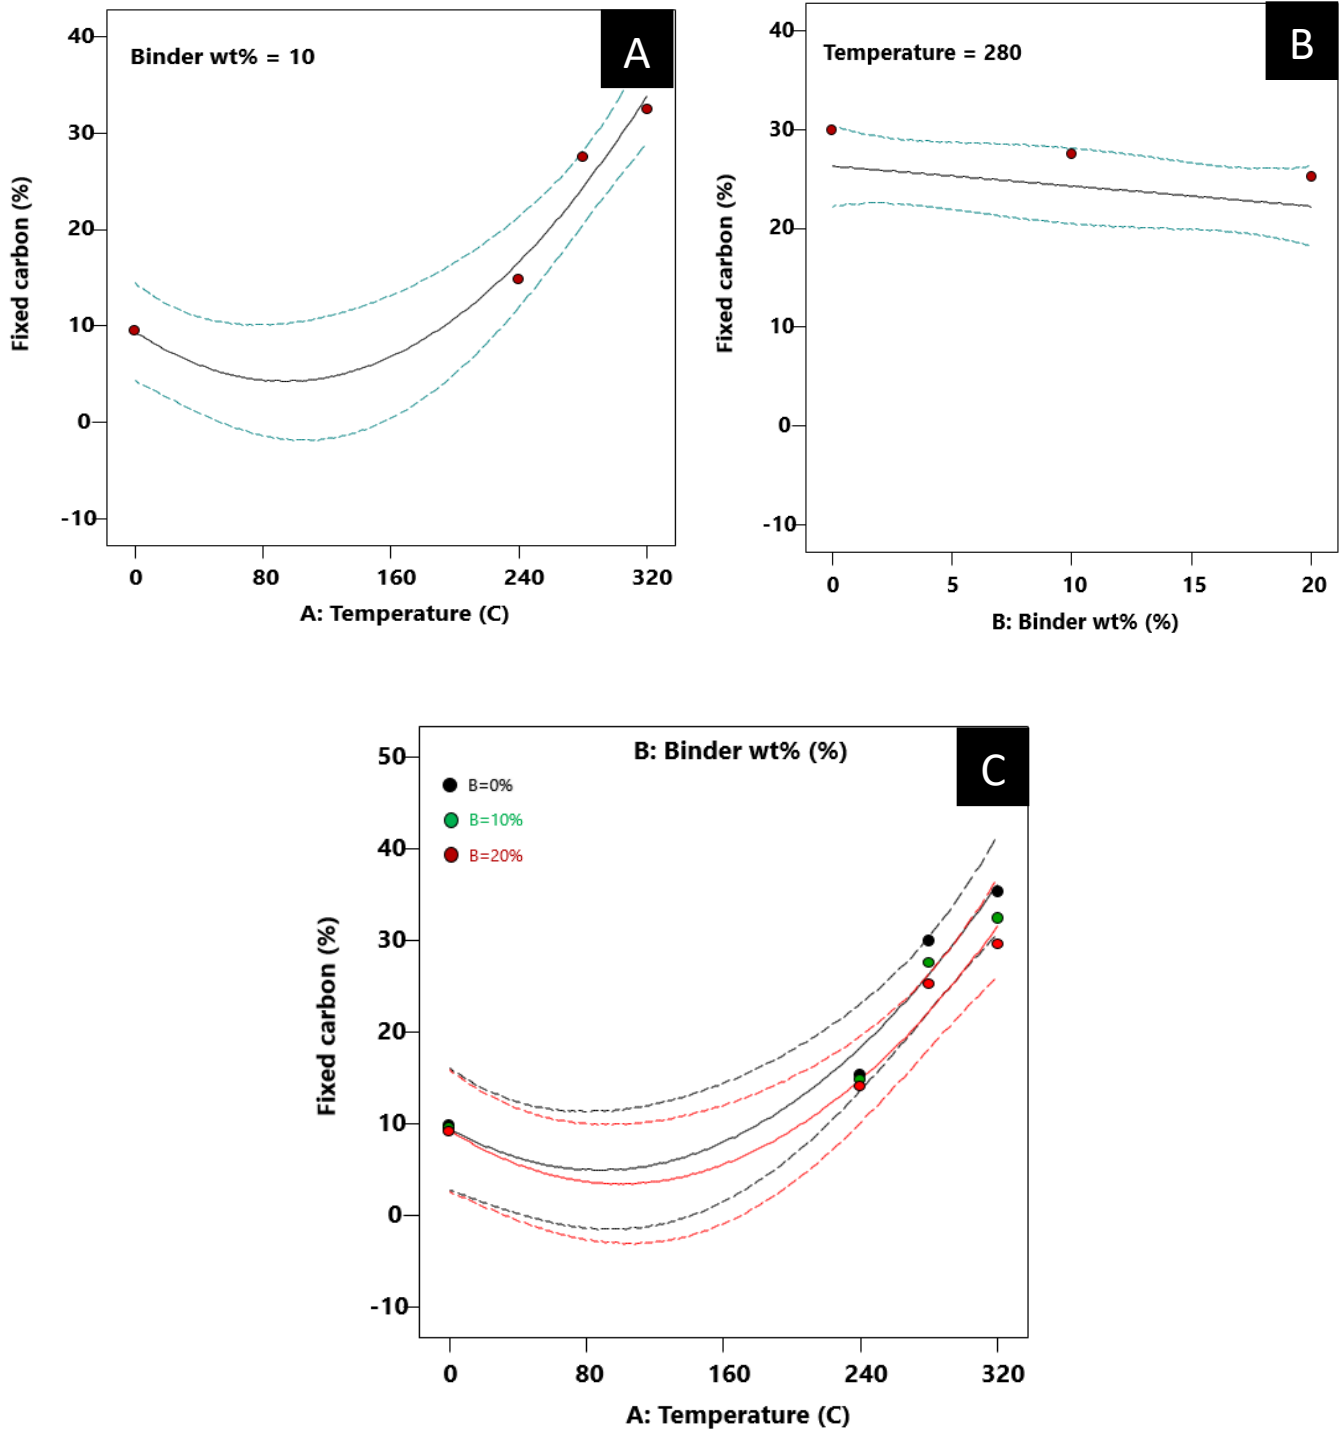 A
Binder wt% = 10
40
30
20
10
0
-10
Fixed carbon (%)
0 80 160 240 320
A: Temperature (C)
B
Temperature = 280
40
30
20
10
0
-10
Fixed carbon (%)
0 5 10 15 20
B: Binder wt% (%)
C
B: Binder wt% (%)
B=0%
B=10%
B=20%
50
40
30
20
10
0
-10
Fixed carbon (%)
0 80 160 240 320
A: Temperature (C)